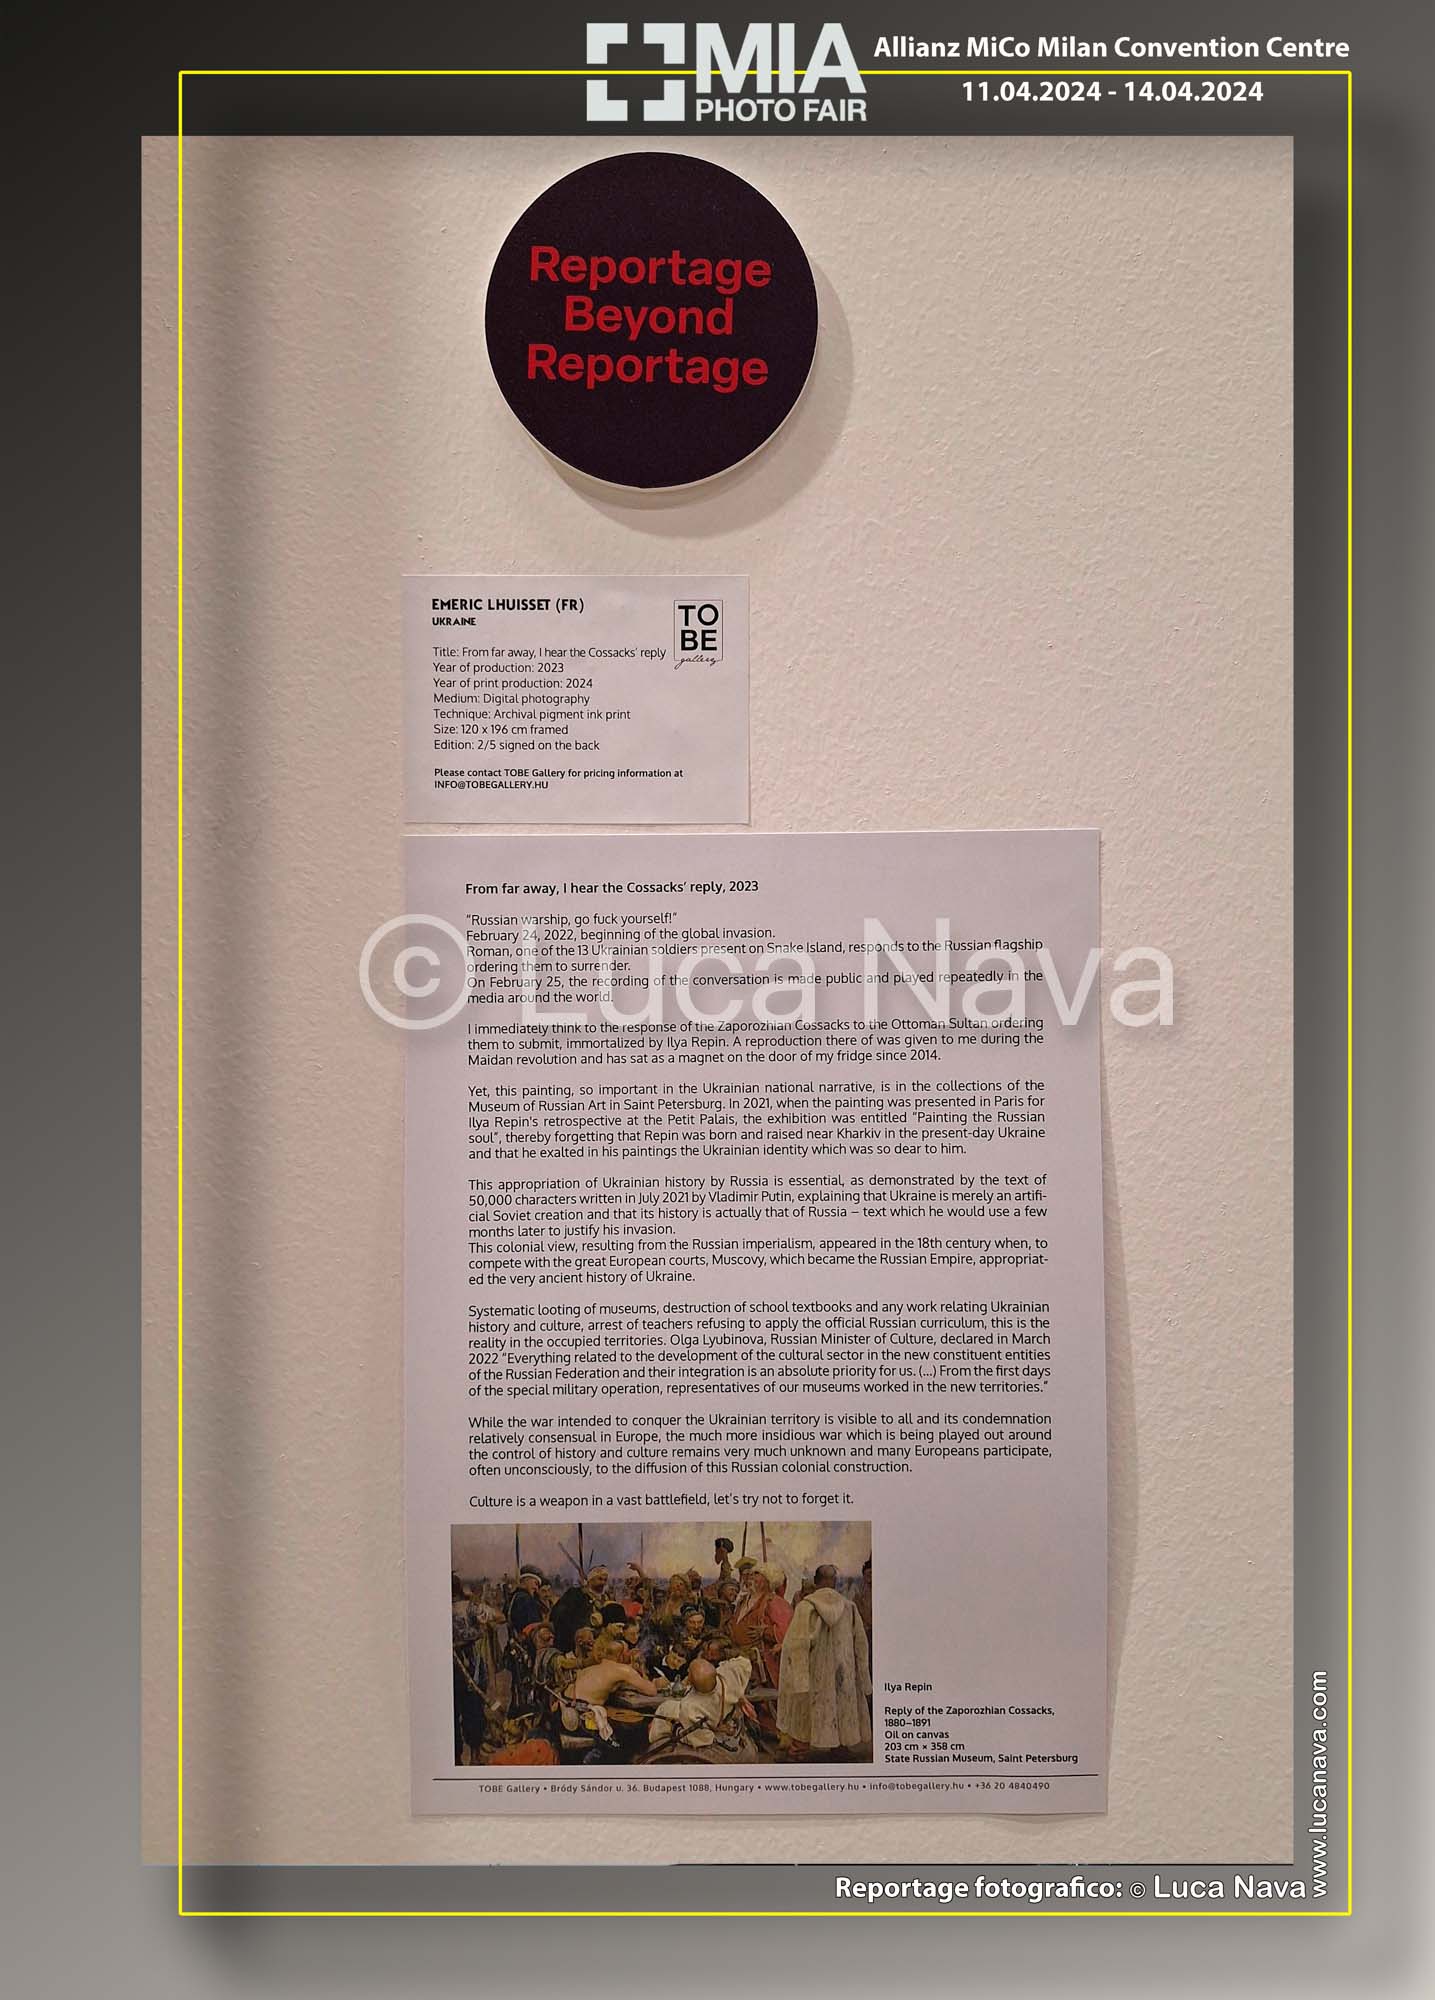 MIA
PHOTO FAIR
Allianz MiCo Milan Convention Centre
11.04.2024 - 14.04.2024
Reportage
Beyond
Reportage
EMERIC LHUISSET (FR)
UKRAINE
TO
BE
gallery
Title: From far away, I hear the Cossacks' reply
Year of production: 2023
Year of print production: 2024
Medium: Digital photography
Technique: Archival pigment ink print
Size: 120 x 196 cm framed
Edition: 2/5 signed on the back
Please contact TOBE Gallery for pricing information at
INFO@TOBEGALLERY.HU
From far away, I hear the Cossacks' reply, 2023
"Russian warship, go fuck yourself!"
February 24, 2022, beginning of the global invasion.
Roman, one of the 13 Ukrainian soldiers present on Snake Island, responds to the Russian flagship
ordering them to surrender.
On February 25, the recording of the conversation is made public and played repeatedly in the
media around the world.
© Luca Nava
I immediately think to the response of the Zaporozhian Cossacks to the Ottoman Sultan ordering
them to submit, immortalized by Ilya Repin. A reproduction there of was given to me during the
Maidan revolution and has sat as a magnet on the door of my fridge since 2014.
Yet, this painting, so important in the Ukrainian national narrative, is in the collections of the
Museum of Russian Art in Saint Petersburg. In 2021, when the painting was presented in Paris for
Ilya Repin's retrospective at the Petit Palais, the exhibition was entitled "Painting the Russian
soul", thereby forgetting that Repin was born and raised near Kharkiv in the present-day Ukraine
and that he exalted in his paintings the Ukrainian identity which was so dear to him.
This appropriation of Ukrainian history by Russia is essential, as demonstrated by the text of
50,000 characters written in July 2021 by Vladimir Putin, explaining that Ukraine is merely an artifi-
cial Soviet creation and that its history is actually that of Russia – text which he would use a few
months later to justify his invasion.
This colonial view, resulting from the Russian imperialism, appeared in the 18th century when, to
compete with the great European courts, Muscovy, which became the Russian Empire, appropriat-
ed the very ancient history of Ukraine.
Systematic looting of museums, destruction of school textbooks and any work relating Ukrainian
history and culture, arrest of teachers refusing to apply the official Russian curriculum, this is the
reality in the occupied territories. Olga Lyubinova, Russian Minister of Culture, declared in March
2022 "Everything related to the development of the cultural sector in the new constituent entities
of the Russian Federation and their integration is an absolute priority for us. (...) From the first days
of the special military operation, representatives of our museums worked in the new territories."
While the war intended to conquer the Ukrainian territory is visible to all and its condemnation
relatively consensual in Europe, the much more insidious war which is being played out around
the control of history and culture remains very much unknown and many Europeans participate,
often unconsciously, to the diffusion of this Russian colonial construction.
Culture is a weapon in a vast battlefield, let's try not to forget it.
Ilya Repin
Reply of the Zaporozhian Cossacks,
1880–1891
Oil on canvas
203 cm × 358 cm
State Russian Museum, Saint Petersburg
TOBE Gallery • Bródy Sándor u. 36. Budapest 1088, Hungary • www.tobegallery.hu • info@tobegallery.hu • +36 20 4840490
Reportage fotografico: © Luca Nava
www.lucanava.com